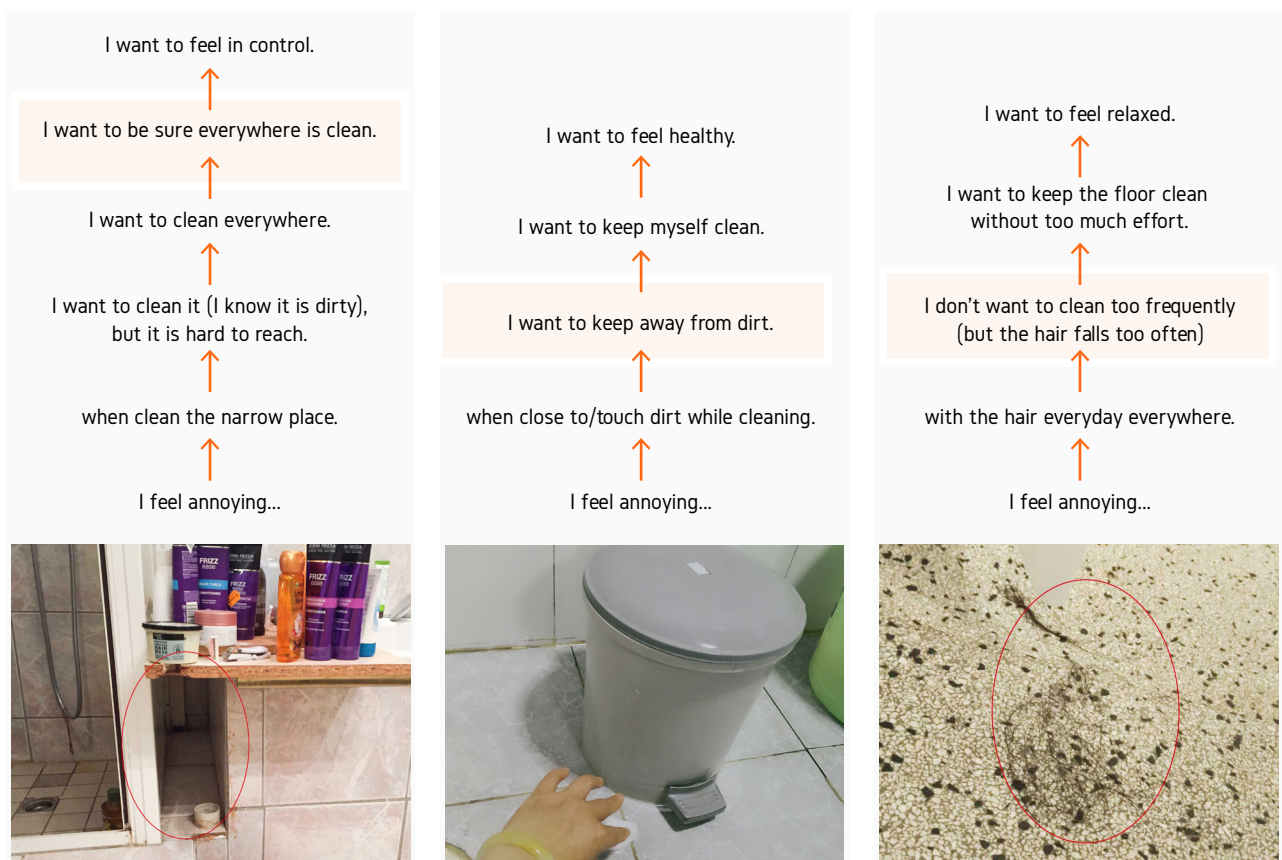 I want to feel in control.
I want to be sure everywhere is clean.
I want to clean everywhere.
I want to clean it (I know it is dirty),
but it is hard to reach.
when clean the narrow place.
I feel annoying...
I want to feel healthy.
I want to keep myself clean.
I want to keep away from dirt.
when close to/touch dirt while cleaning.
I feel annoying...
I want to feel relaxed.
I want to keep the floor clean
without too much effort.
I don't want to clean too frequently
(but the hair falls too often)
with the hair everyday everywhere.
I feel annoying...
FRIZZ
FRIZZ
FRIZZ
CONDITIONER